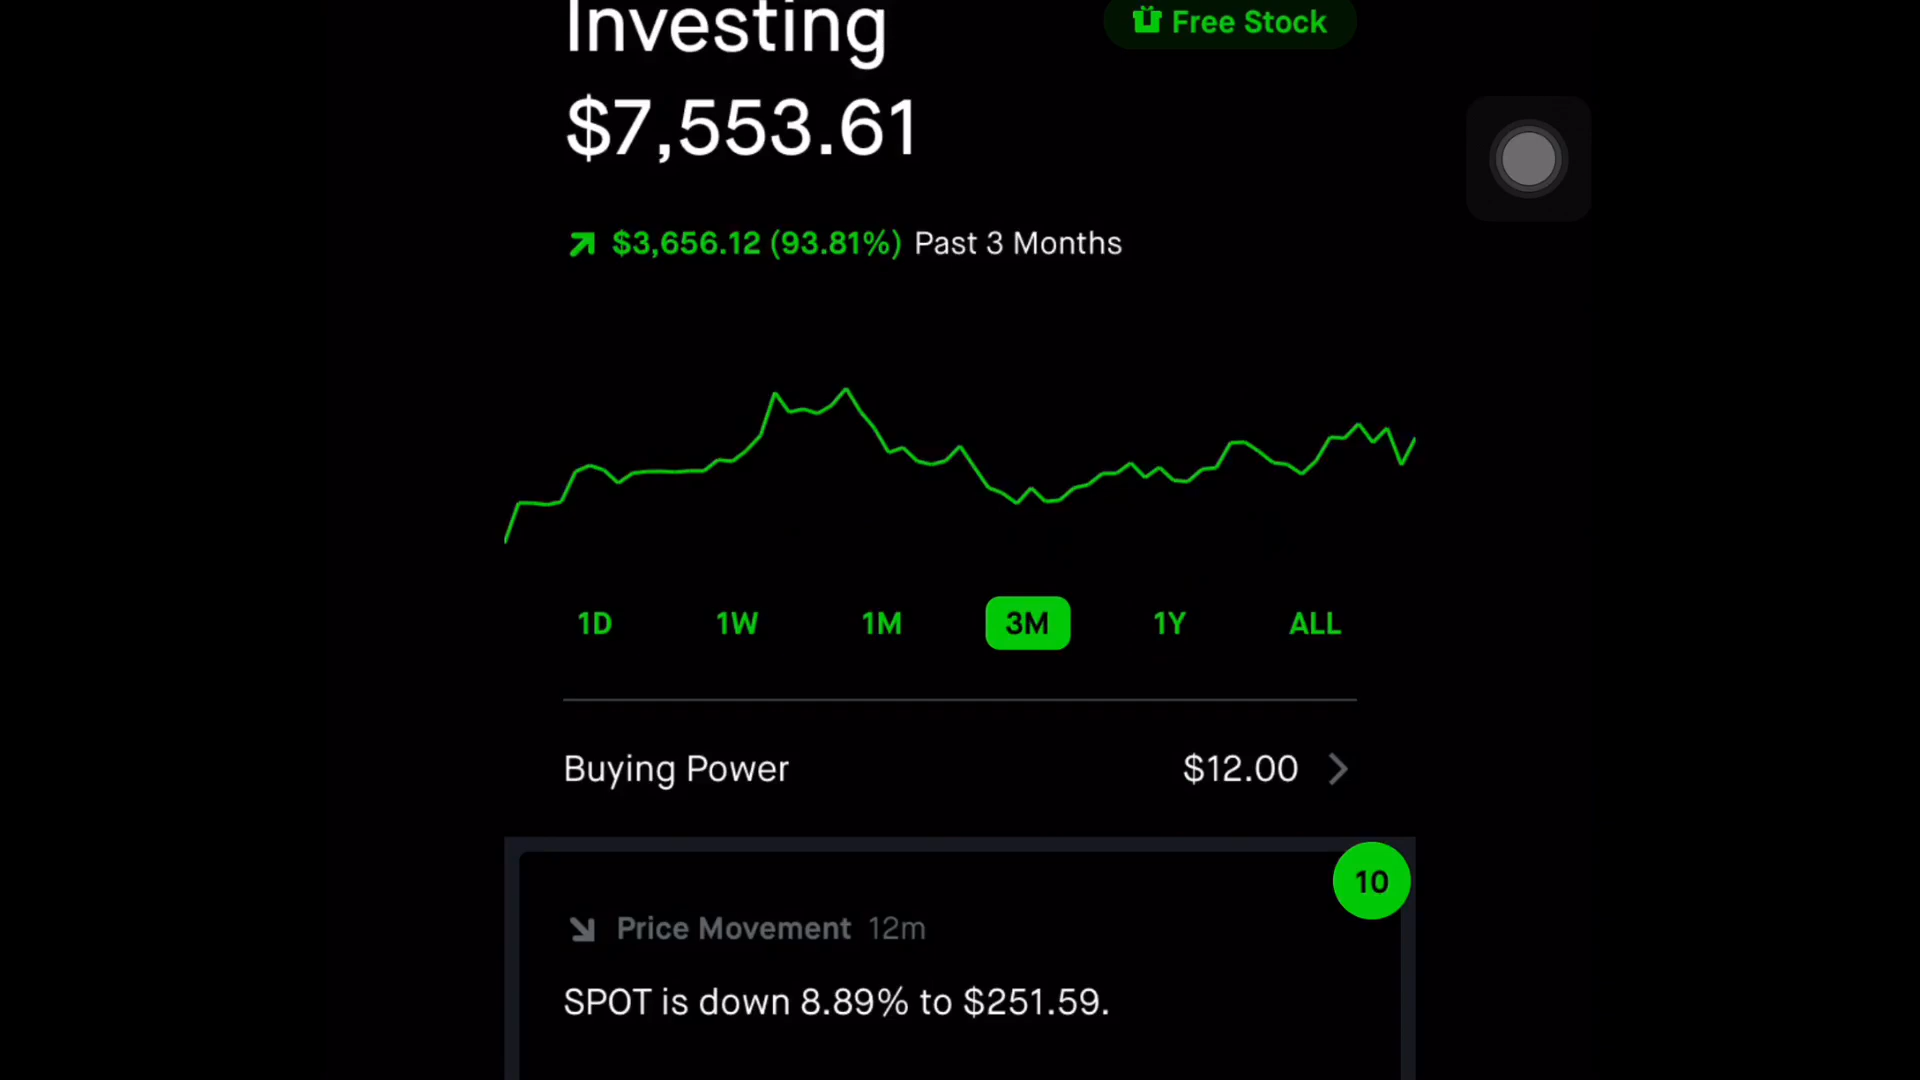 Investing
Free Stock
$7,553.61
$3,656.12 (93.81%) Past 3 Months
1D 1W 1M 3M 1Y ALL
Buying Power $12.00
10
Price Movement 12m
SPOT is down 8.89% to $251.59.